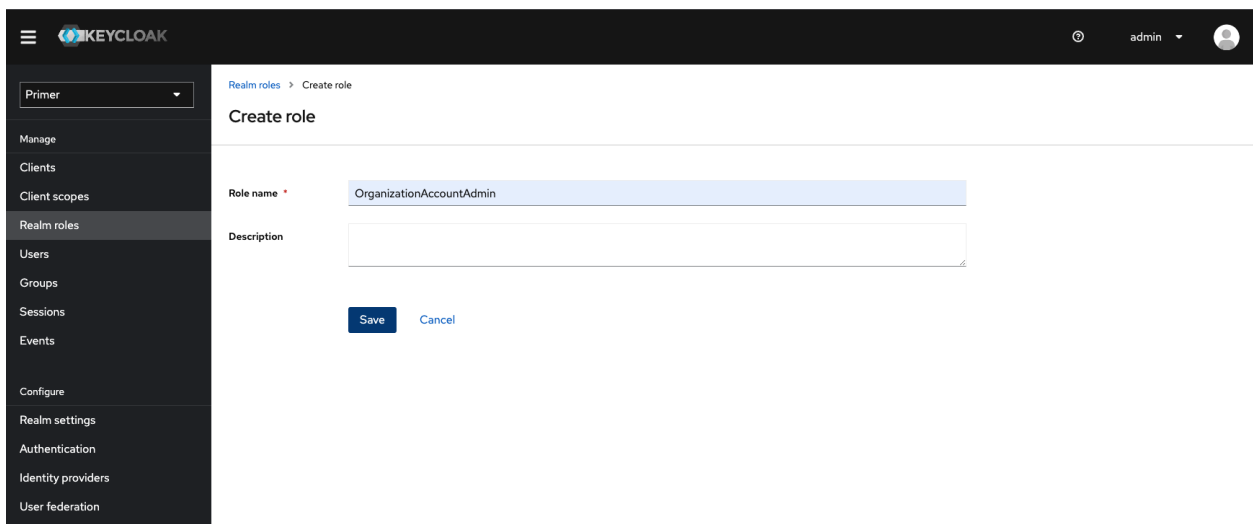 KEYCLOAK
admin
Primer
Manage
Clients
Client scopes
Realm roles
Users
Groups
Sessions
Events
Configure
Realm settings
Authentication
Identity providers
User federation
Realm roles > Create role
Create role
Role name *
OrganizationAccountAdmin
Description
Save Cancel